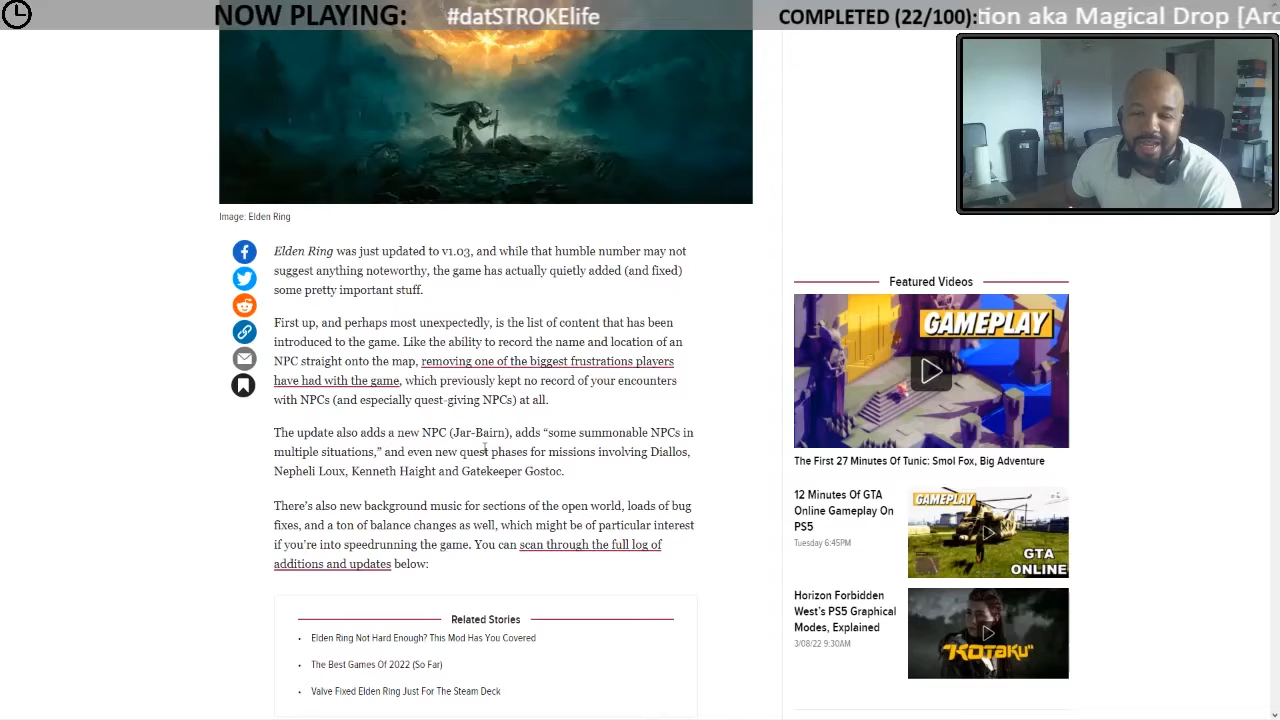 NOW PLAYING:
#datSTROKElife
COMPLETED (22/100):
tion aka Magical Drop [Arc
Image: Elden Ring
Elden Ring was just updated to v1.03, and while that humble number may not
suggest anything noteworthy, the game has actually quietly added (and fixed)
some pretty important stuff.
First up, and perhaps most unexpectedly, is the list of content that has been
introduced to the game. Like the ability to record the name and location of an
NPC straight onto the map, removing one of the biggest frustrations players
have had with the game, which previously kept no record of your encounters
with NPCs (and especially quest-giving NPCs) at all.
The update also adds a new NPC (Jar-Bairn), adds “some summonable NPCs in
multiple situations,” and even new quest phases for missions involving Diallos,
Nepheli Loux, Kenneth Haight and Gatekeeper Gostoc.
There’s also new background music for sections of the open world, loads of bug
fixes, and a ton of balance changes as well, which might be of particular interest
if you’re into speedrunning the game. You can scan through the full log of
additions and updates below:
Related Stories
Elden Ring Not Hard Enough? This Mod Has You Covered
The Best Games Of 2022 (So Far)
Valve Fixed Elden Ring Just For The Steam Deck
Featured Videos
GAMEPLAY
The First 27 Minutes Of Tunic: Smol Fox, Big Adventure
12 Minutes Of GTA
Online Gameplay On
PS5
Tuesday 6:45PM
GAMEPLAY
GTA
ONLINE
Horizon Forbidden
West's PS5 Graphical
Modes, Explained
3/08/22 9:30AM
"KOTAKU"